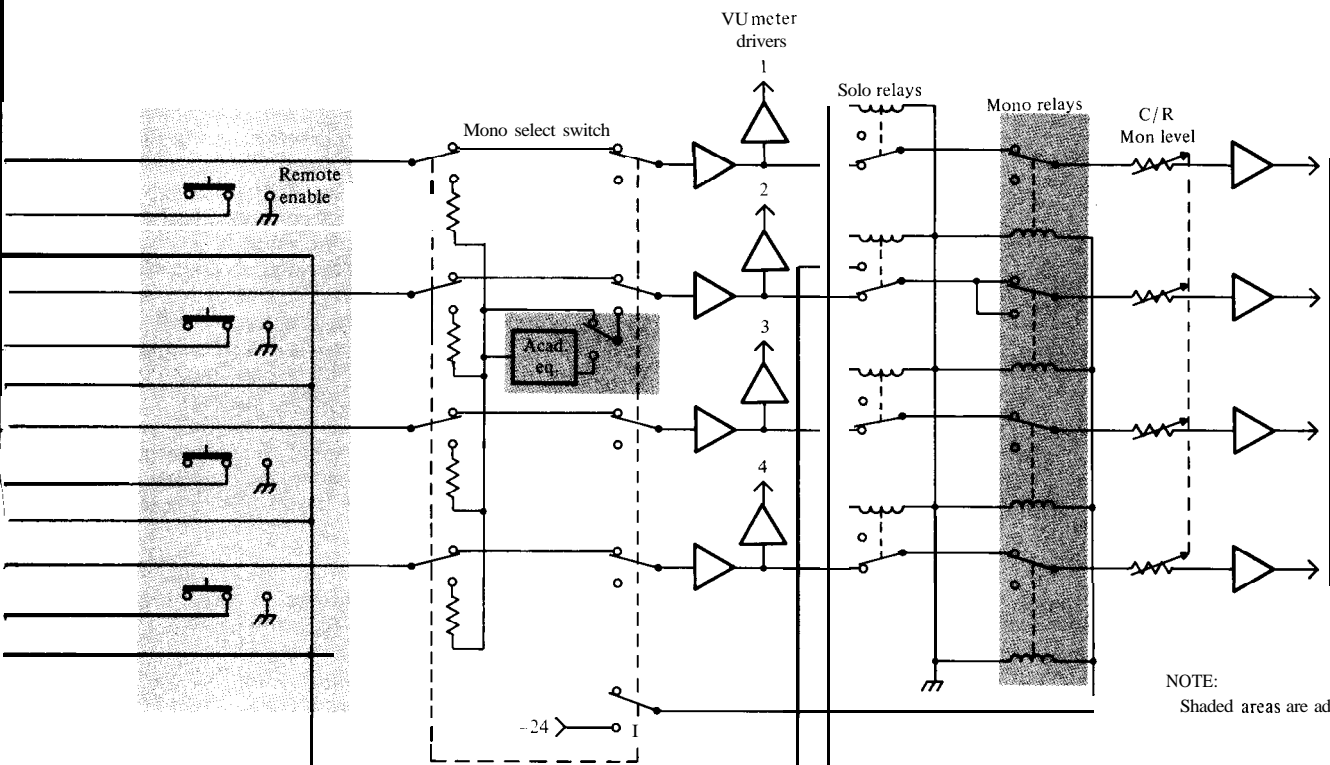 VU meter
drivers
1
Solo relays
Mono relays
C/R
Mon level
Mono select switch
Remote
enable
2
3
Acad.
eq.
4
NOTE:
Shaded areas are ad
-24
I